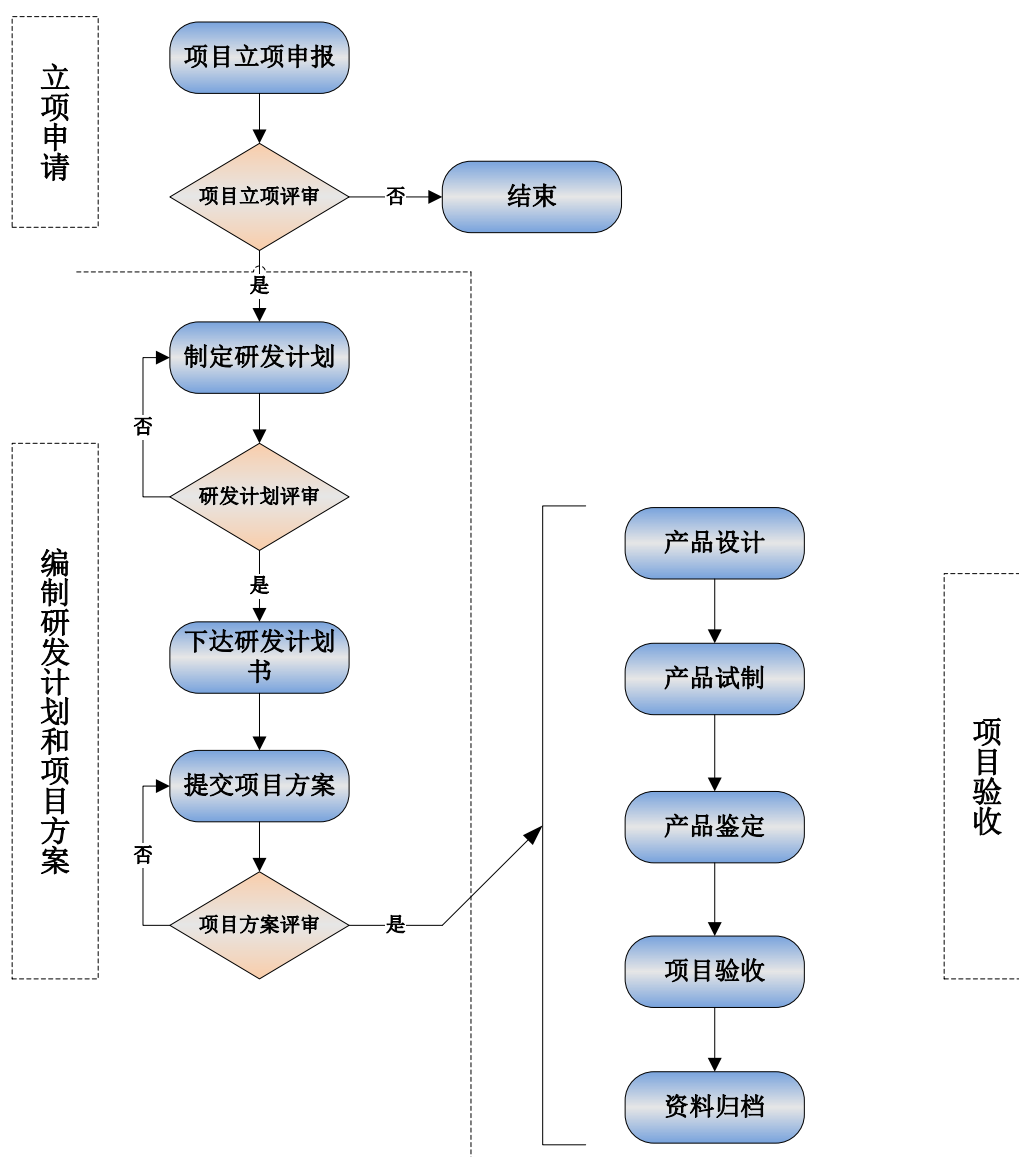 立项申请
项目立项申报
项目立项评审
否
结束
是
制定研发计划
否
研发计划评审
是
编制研发计划和项目方案
下达研发计划
书
提交项目方案
否
项目方案评审
是
产品设计
产品试制
产品鉴定
项目验收
资料归档
项目验收